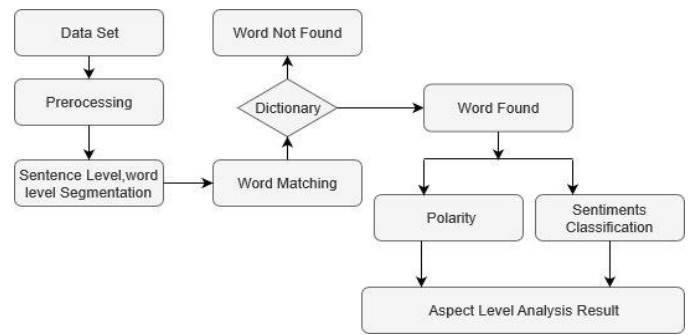 Data Set
Word Not Found
Prerocessing
Dictionary
Word Found
Sentence Level,word
level Segmentation
Word Matching
Polarity
Sentiments
Classification
Aspect Level Analysis Result